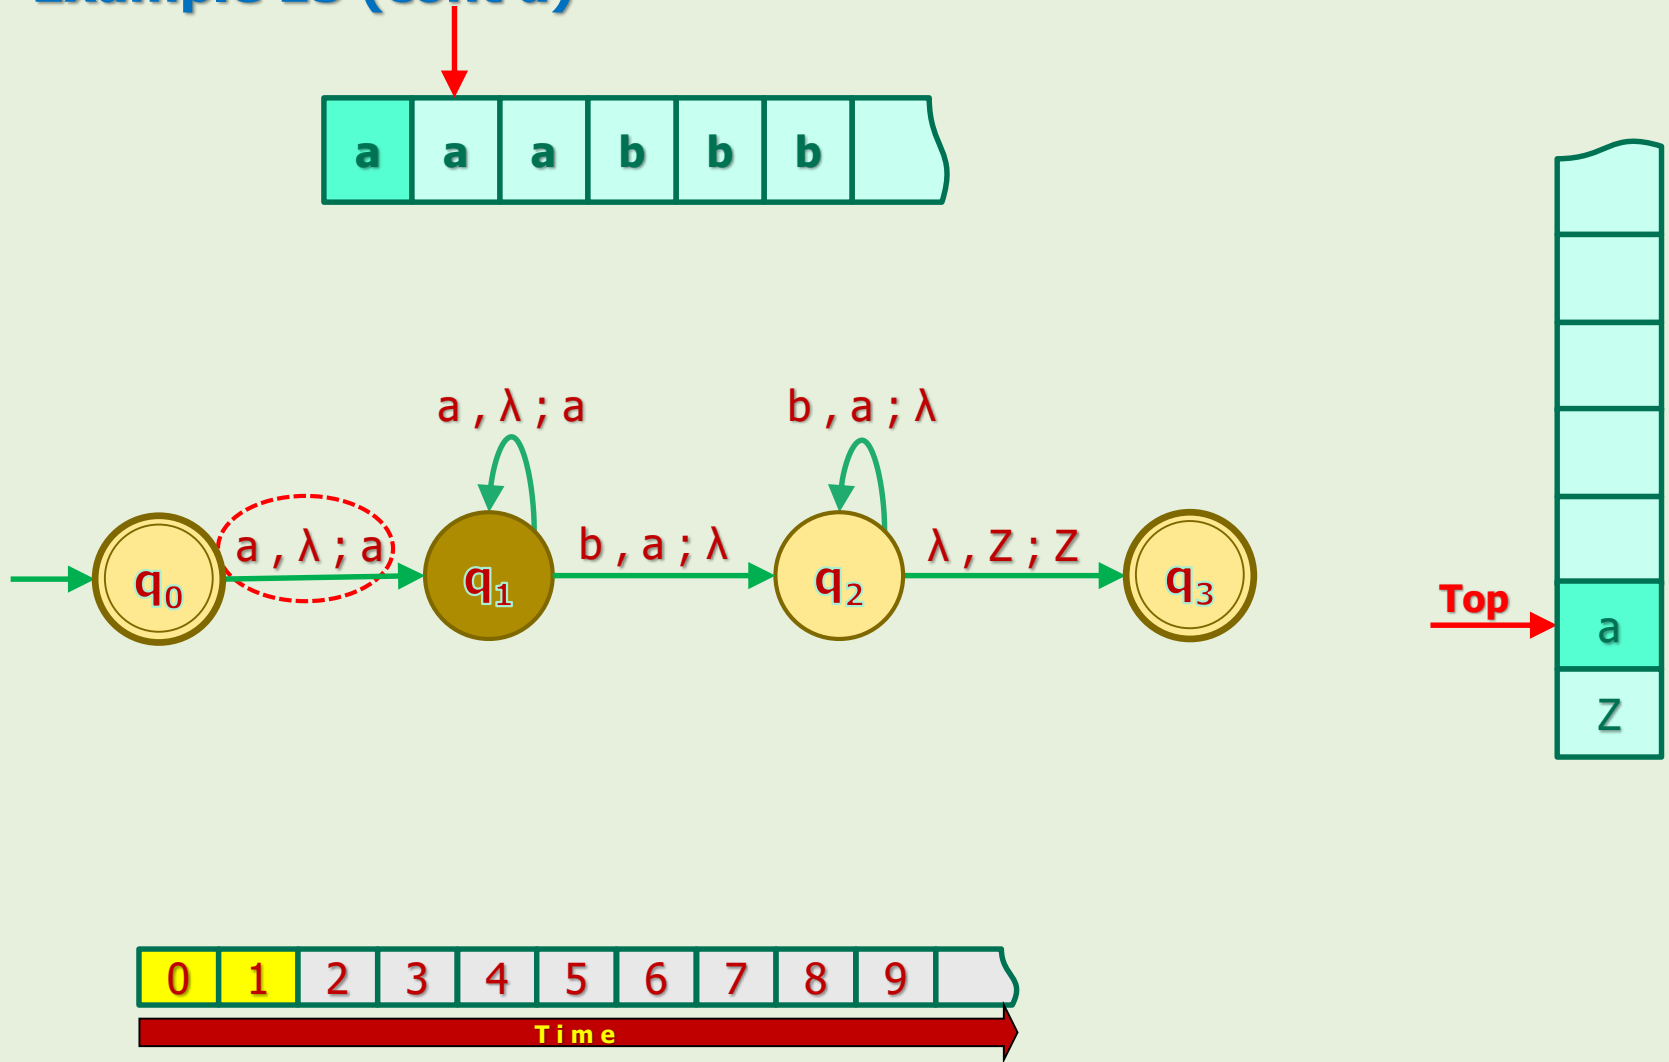 a a a b b b
a,λ;a b,a;λ
a,λ;a b,a;λ λ,Z;Z
q0 q1 q2 q3
Top
a
Z
0 1 2 3 4 5 6 7 8 9
Time